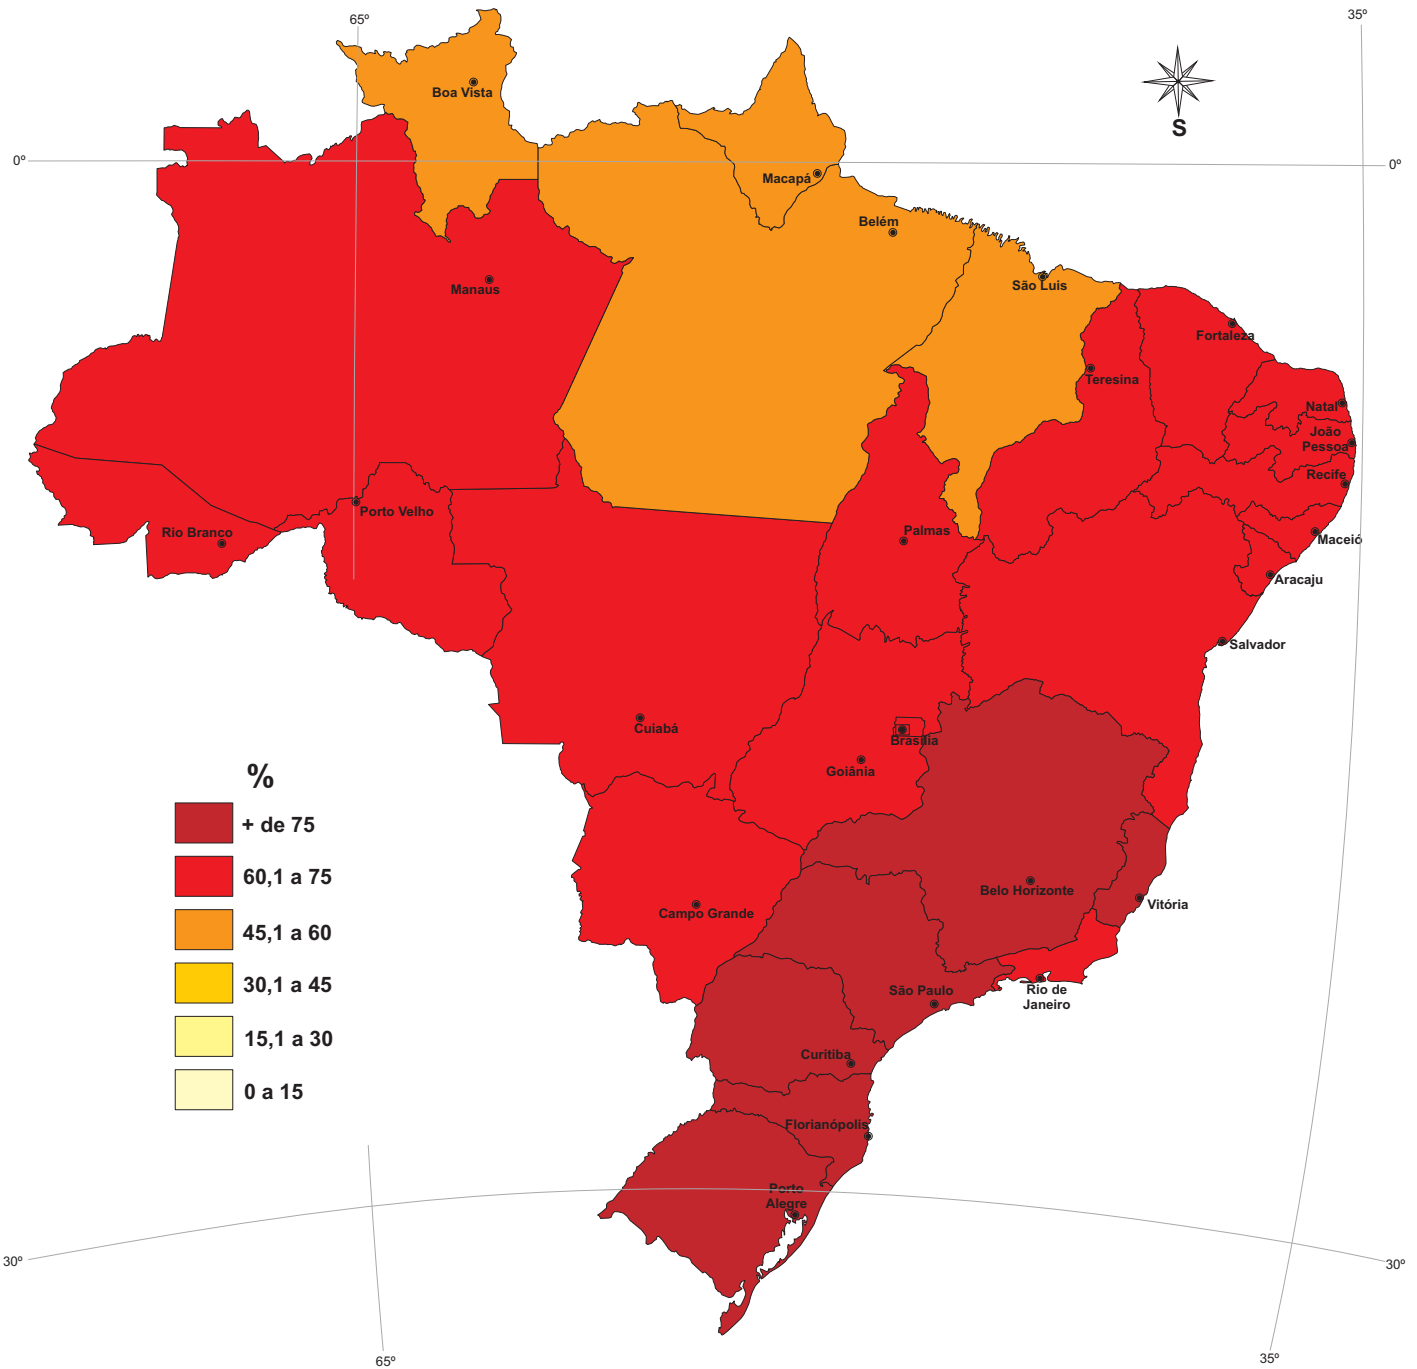 65º
35º
Boa Vista
S
0º
0º
Macapá
Belém
São Luis
Manaus
Fortaleza
Teresina
Natal
João
Pessoa
Recife
Porto Velho
Rio Branco
Palmas
Maceió
Aracaju
Salvador
Cuiabá
Brasília
Goiânia
%
+ de 75
60,1 a 75
45,1 a 60
30,1 a 45
15,1 a 30
0 a 15
Belo Horizonte
Vitória
Campo Grande
São Paulo
Rio de
Janeiro
Curitiba
Florianópolis
Porto
Alegre
30º
30º
65º
35º